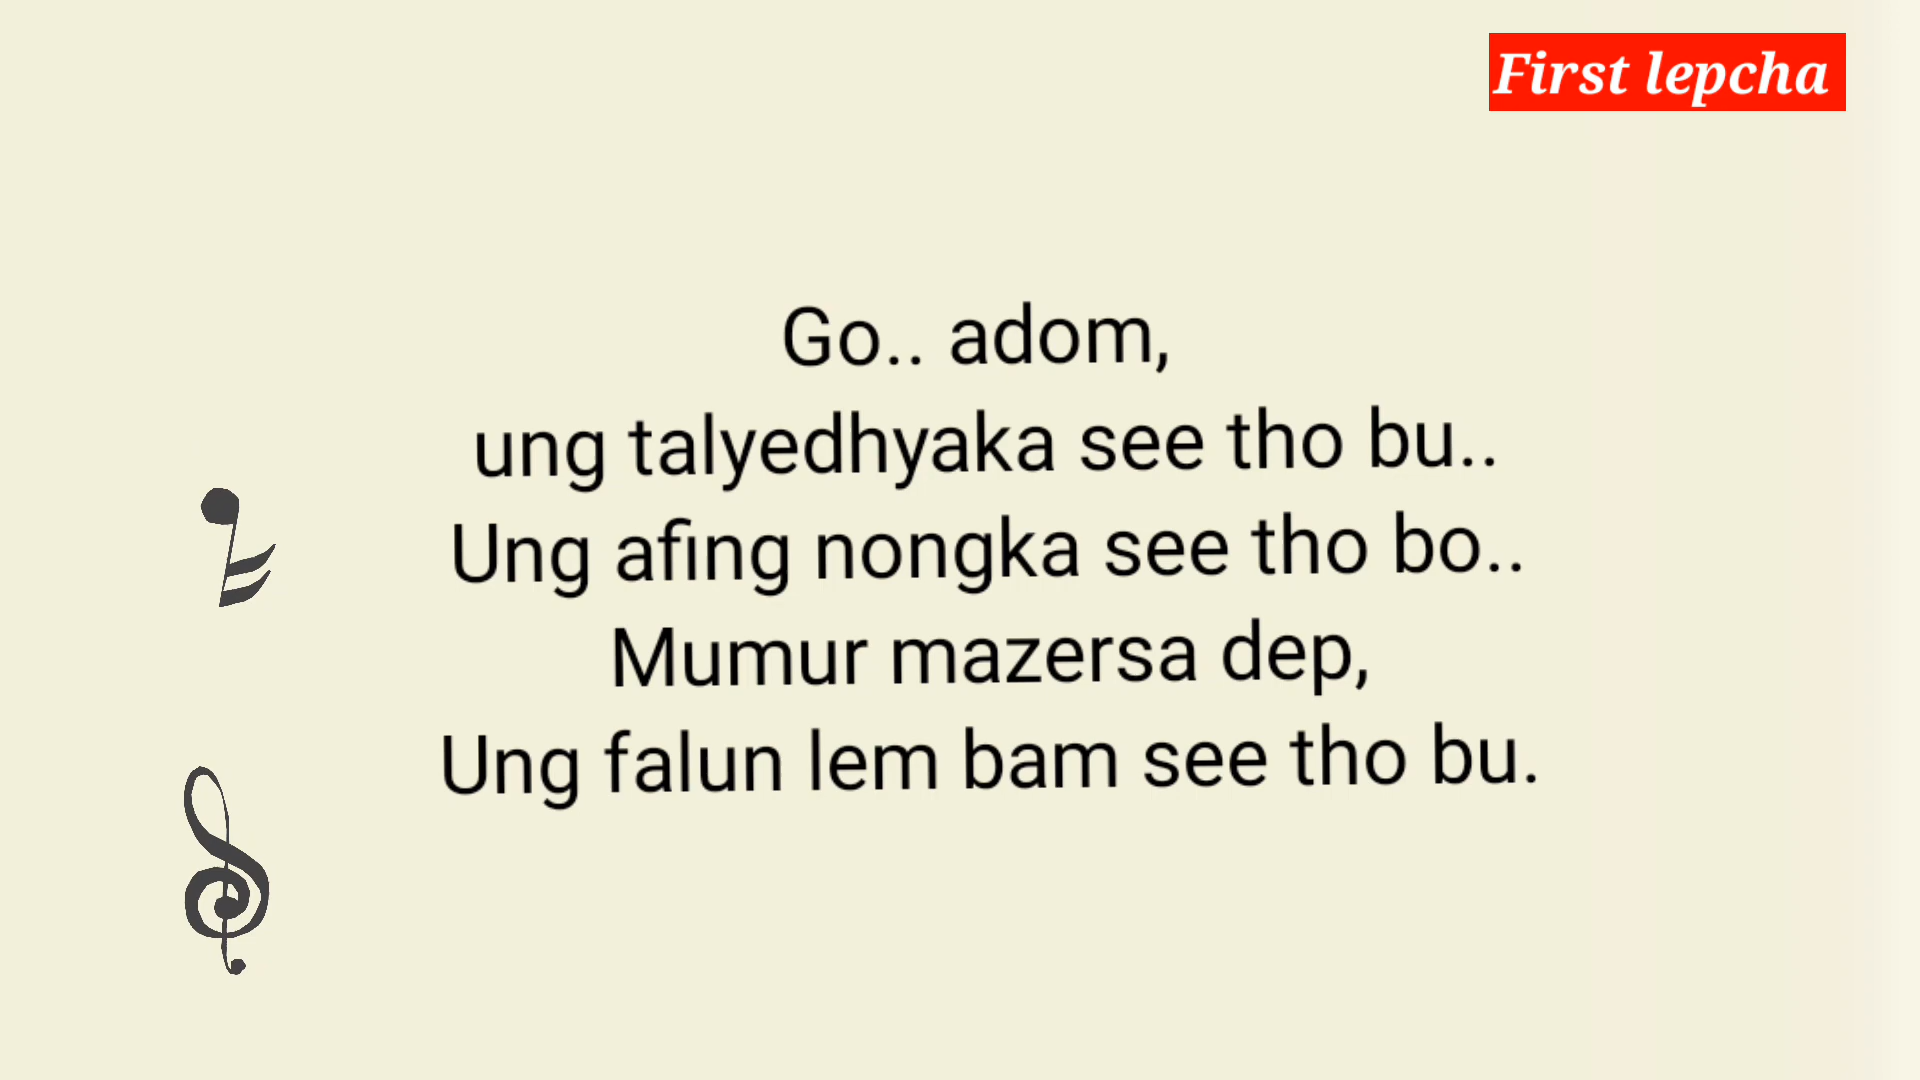 First lepcha
Go.. adom,
ung talyedhyaka see tho bu..
Ung afing nongka see tho bo..
Mumur mazersa dep,
Ung falun lem bam see tho bu.